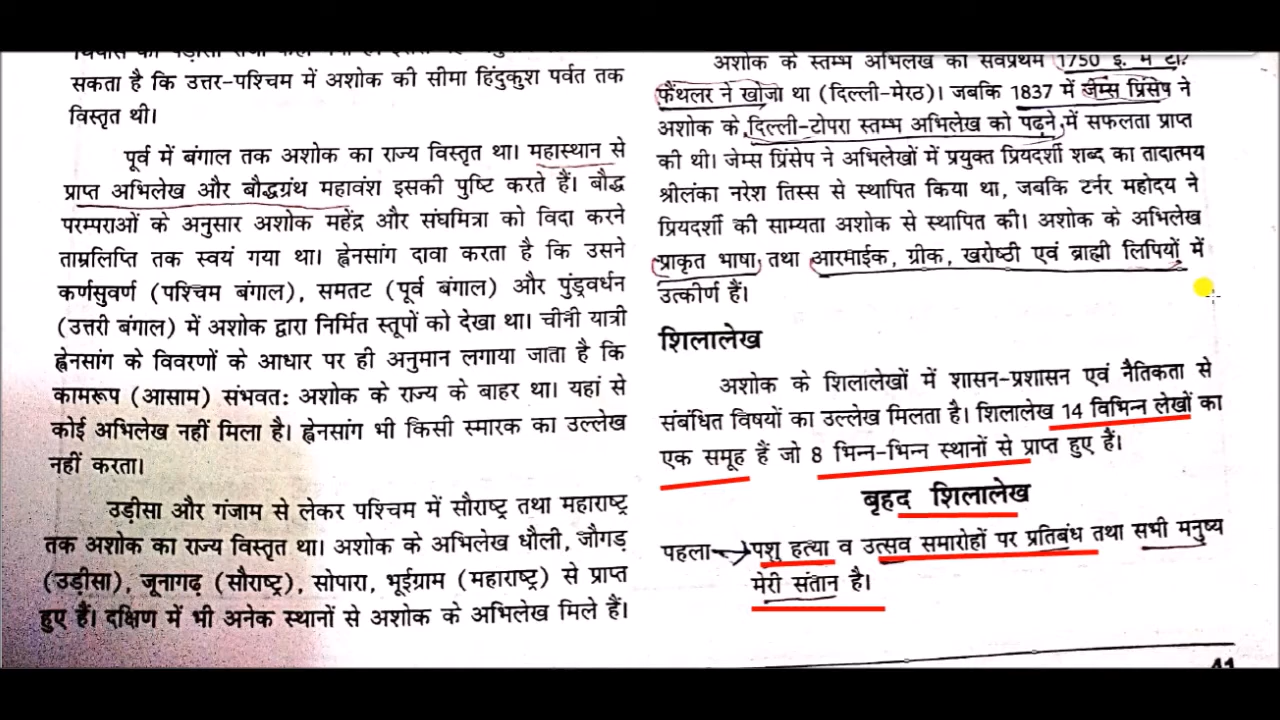 सकता है कि उत्तर-पश्चिम में अशोक की सीमा हिंदुकुश पर्वत तक
विस्तृत थी।
पूर्व में बंगाल तक अशोक का राज्य विस्तृत था। महास्थान से
प्राप्त अभिलेख और बौद्धग्रंथ महावंश इसकी पुष्टि करते हैं। बौद्ध
परम्पराओं के अनुसार अशोक महेंद्र और संघमित्रा को विदा करने
ताम्रलिप्ति तक स्वयं गया था। ह्वेनसांग दावा करता है कि उसने
कर्णसुवर्ण (पश्चिम बंगाल), समतट (पूर्व बंगाल) और पुंड्रवर्धन
(उत्तरी बंगाल) में अशोक द्वारा निर्मित स्तूपों को देखा था। चीनी यात्री
ह्वेनसांग के विवरणों के आधार पर ही अनुमान लगाया जाता है कि
कामरूप (आसाम) संभवत: अशोक के राज्य के बाहर था। यहां से
कोई अभिलेख नहीं मिला है। ह्वेनसांग भी किसी स्मारक का उल्लेख
नहीं करता।
उड़ीसा और गंजाम से लेकर पश्चिम में सौराष्ट्र तथा महाराष्ट्र
तक अशोक का राज्य विस्तृत था। अशोक के अभिलेख धौली, जौगड़
(उड़ीसा), जूनागढ़ (सौराष्ट्र), सोपारा, भूईग्राम (महाराष्ट्र) से प्राप्त
हुए हैं। दक्षिण में भी अनेक स्थानों से अशोक के अभिलेख मिले हैं।
अशोक के स्तम्भ अभिलेख का सर्वप्रथम 1750 ई. में टी.
फैंथलर ने खोजा था (दिल्ली-मेरठ)। जबकि 1837 में जेम्स प्रिंसेप ने
अशोक के दिल्ली-टोपरा स्तम्भ अभिलेख को पढ़ने में सफलता प्राप्त
की थी। जेम्स प्रिंसेप ने अभिलेखों में प्रयुक्त प्रियदर्शी शब्द का तादात्मय
श्रीलंका नरेश तिस्स से स्थापित किया था, जबकि टर्नर महोदय ने
प्रियदर्शी की साम्यता अशोक से स्थापित की। अशोक के अभिलेख
प्राकृत भाषा तथा आरमाईक, ग्रीक, खरोष्ठी एवं ब्राह्मी लिपियों में
उत्कीर्ण हैं।
शिलालेख
अशोक के शिलालेखों में शासन-प्रशासन एवं नैतिकता से
संबंधित विषयों का उल्लेख मिलता है। शिलालेख 14 विभिन्न लेखों का
एक समूह हैं जो 8 भिन्न-भिन्न स्थानों से प्राप्त हुए हैं।
बृहद शिलालेख
पहला पशु हत्या व उत्सव समारोहों पर प्रतिबंध तथा सभी मनुष्य
मेरी संतान है।